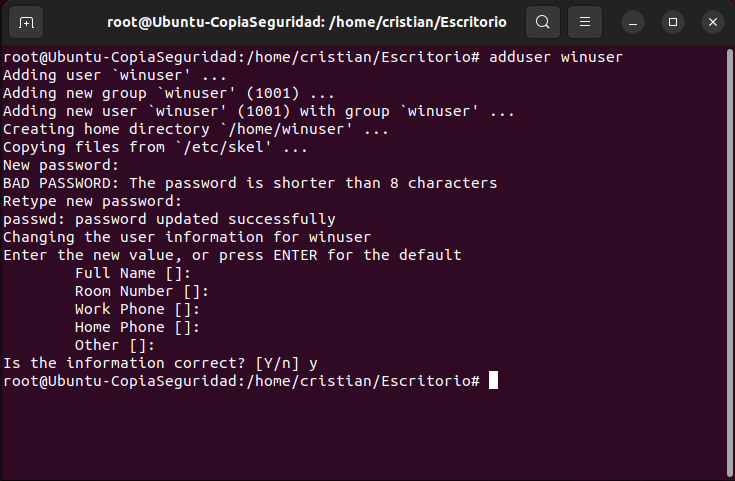 root@Ubuntu-CopiaSeguridad: /home/cristian/Escritorio
root@Ubuntu-CopiaSeguridad:/home/cristian/Escritorio# adduser winuser
Adding user `winuser' ...
Adding new group `winuser' (1001) ...
Adding new user `winuser' (1001) with group `winuser' ...
Creating home directory `/home/winuser' ...
Copying files from `/etc/skel' ...
New password:
BAD PASSWORD: The password is shorter than 8 characters
Retype new password:
passwd: password updated successfully
Changing the user information for winuser
Enter the new value, or press ENTER for the default
        Full Name []:
        Room Number []:
        Work Phone []:
        Home Phone []:
        Other []:
Is the information correct? [Y/n] y
root@Ubuntu-CopiaSeguridad:/home/cristian/Escritorio#